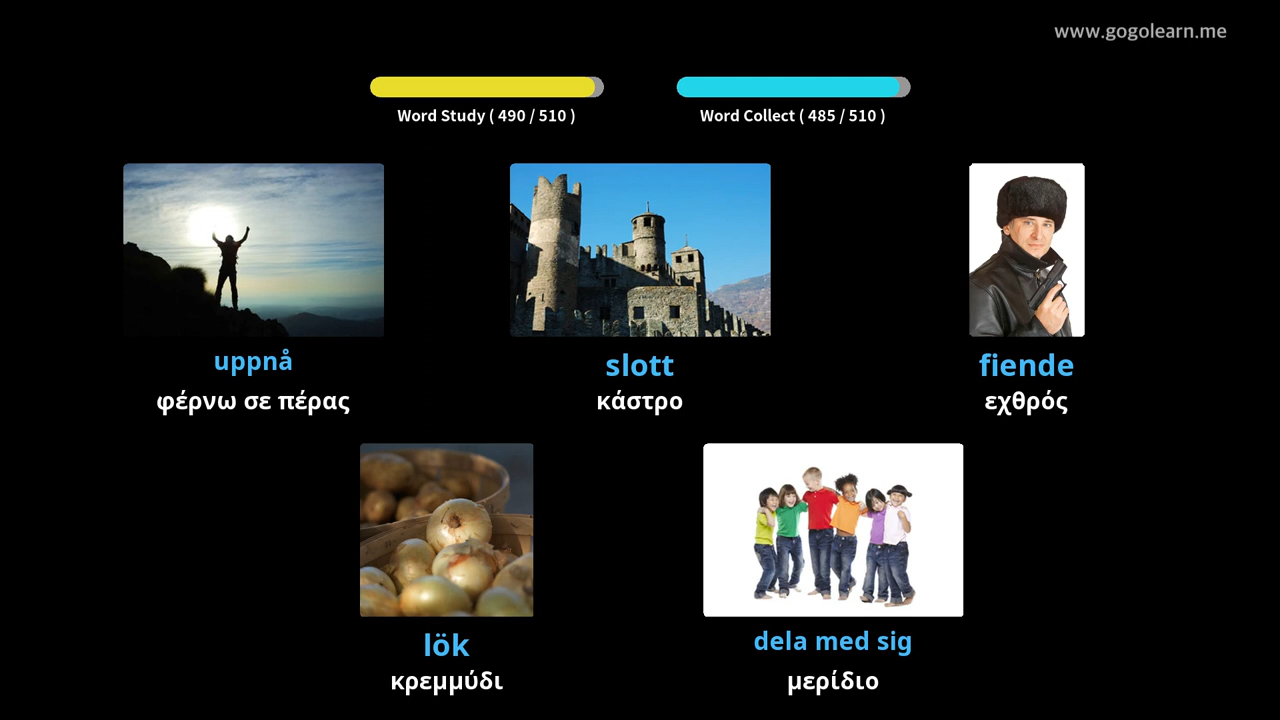 www.gogolearn.me
Word Study ( 490 / 510 )
Word Collect ( 485 / 510 )
uppnå
φέρνω σε πέρας
slott
κάστρο
fiende
εχθρός
lök
κρεμμύδι
dela med sig
μερίδιο